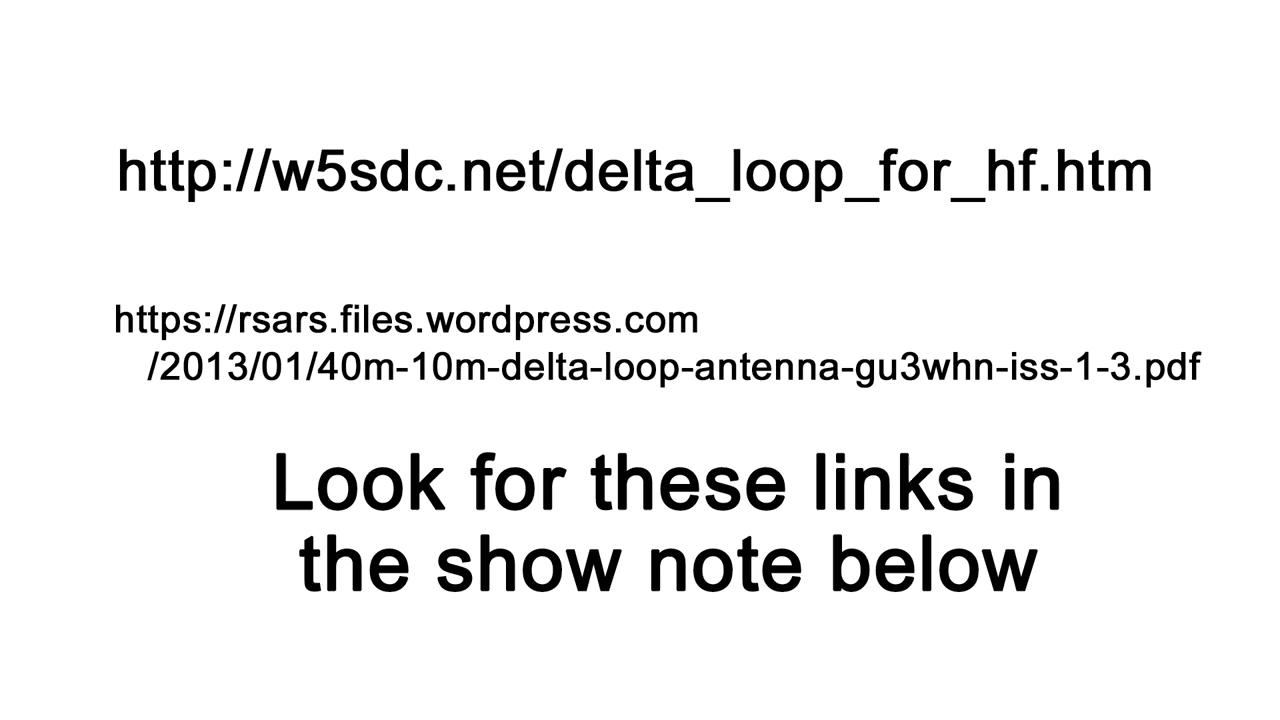 http://w5sdc.net/delta_loop_for_hf.htm
https://rsars.files.wordpress.com
/2013/01/40m-10m-delta-loop-antenna-gu3whn-iss-1-3.pdf
Look for these links in
the show note below